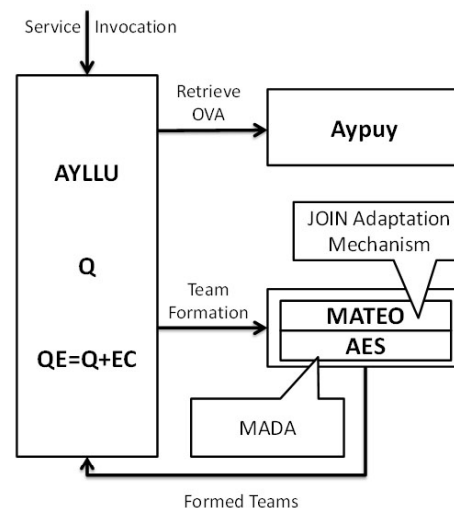 Service Invocation
Retrieve
OVA
Aypuy
AYLLU
JOIN Adaptation
Mechanism
Q
Team
Formation
MATEO
AES
QE=Q+EC
MADA
Formed Teams